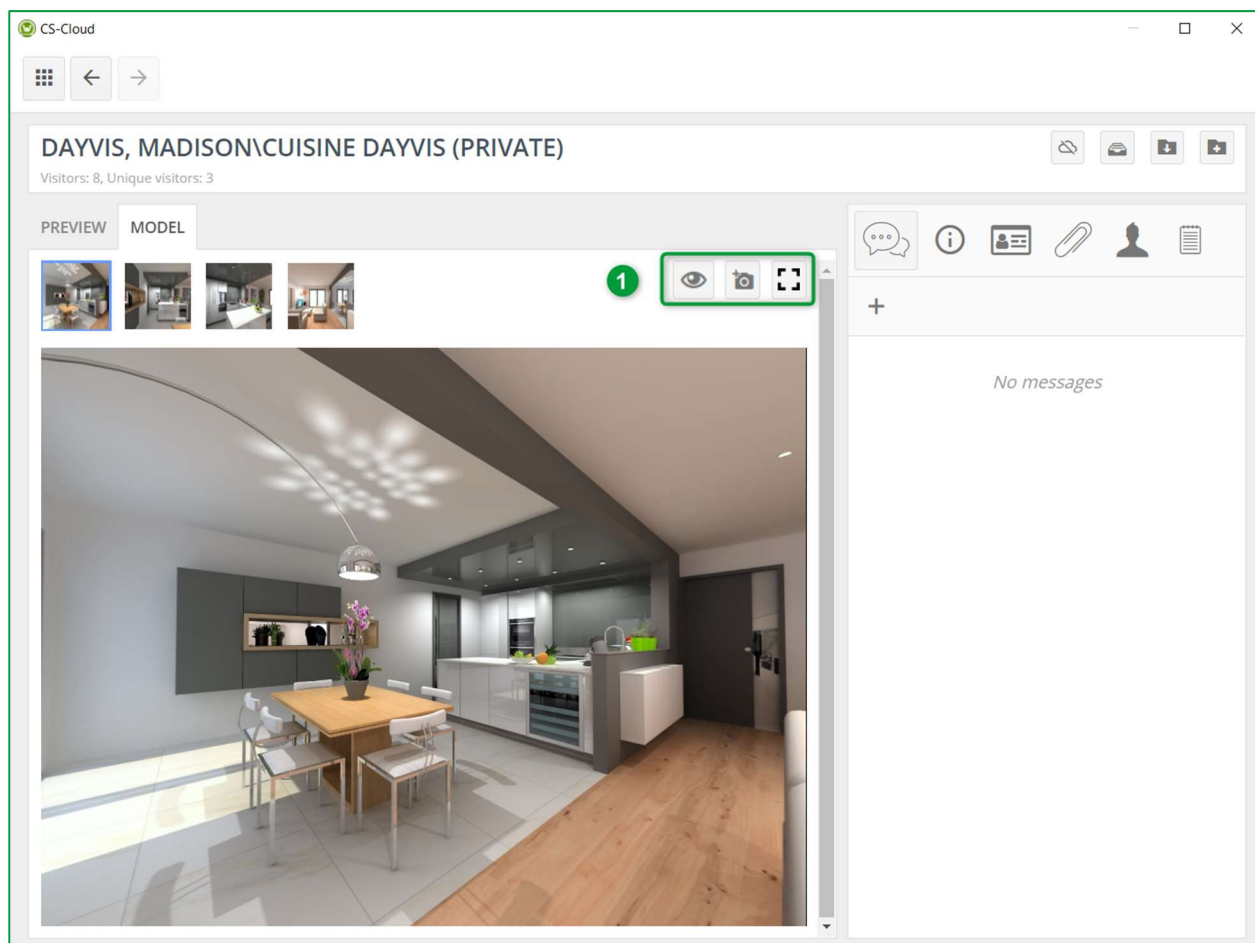 CS-Cloud
DAYVIS, MADISON\CUISINE DAYVIS (PRIVATE)
Visitors: 8, Unique visitors: 3
PREVIEW MODEL
1
No messages